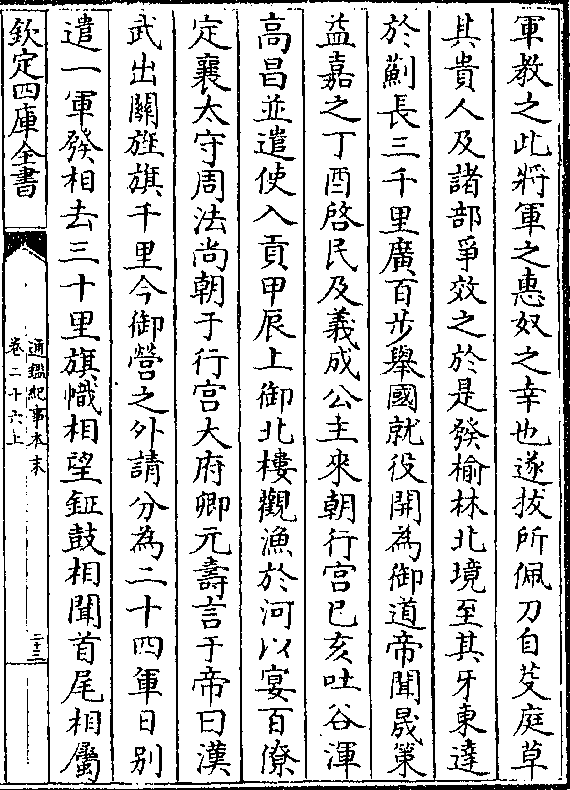 軍教之此將軍之惠奴之幸也遂拔所佩刀自芟庭草
其貴人及諸部爭效之於是發榆林北境至其牙東達
於薊長三千里廣百步舉國就役開為御道帝聞晟策
益嘉之丁酉啓民及義成公主來朝行宫己亥吐谷渾
高昌並遣使入貢甲辰上御北樓觀漁於河以宴百僚
定襄太守周法尚朝于行宫太府卿元壽言于帝曰漢
武出關旌旗千里今御營之外請分為二十四軍日别
遣一軍發相去三十里旗幟相望鉦鼓相聞首尾相屬
欽定四庫全書
通鑑紀事本末
卷二十六上
二十三